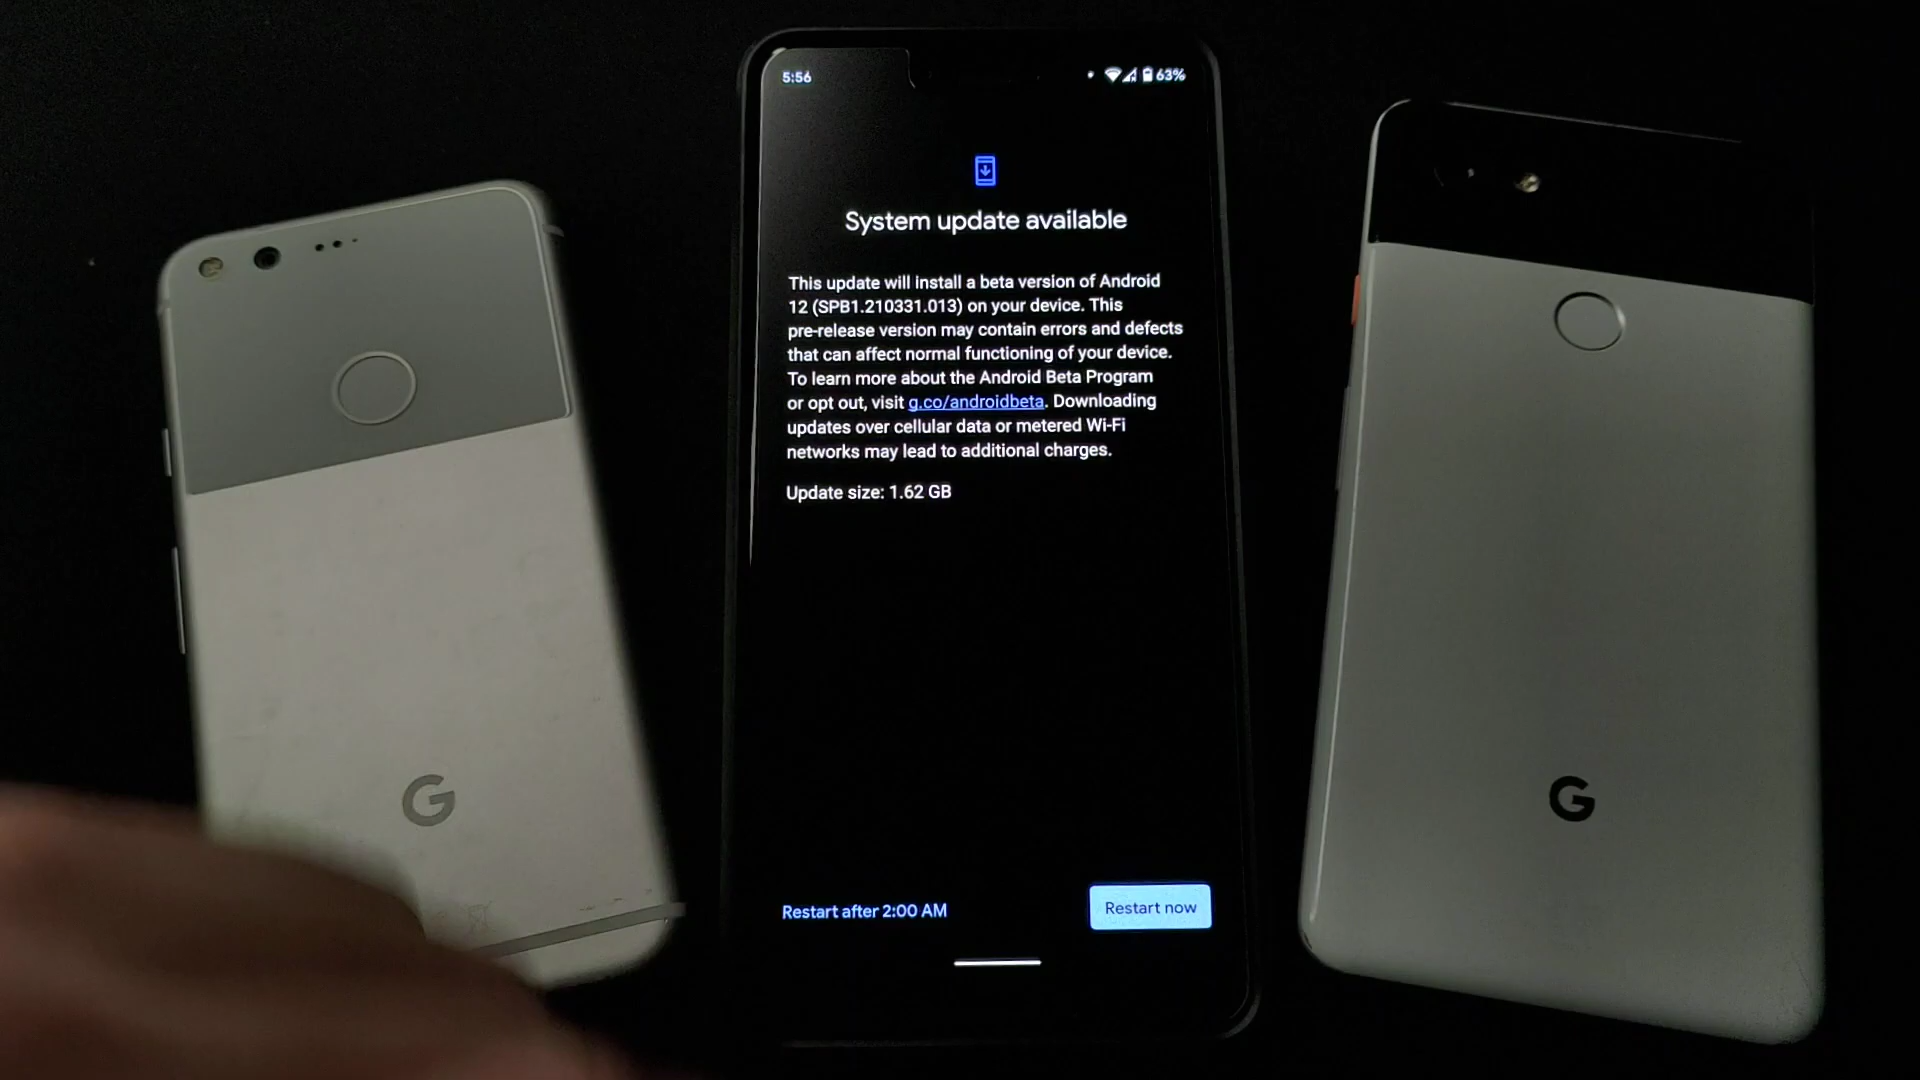 5:56
63%
System update available
This update will install a beta version of Android
12 (SPB1.210331.013) on your device. This
pre-release version may contain errors and defects
that can affect normal functioning of your device.
To learn more about the Android Beta Program
or opt out, visit g.co/androidbeta. Downloading
updates over cellular data or metered Wi-Fi
networks may lead to additional charges.
Update size: 1.62 GB
Restart after 2:00 AM
Restart now
G
G